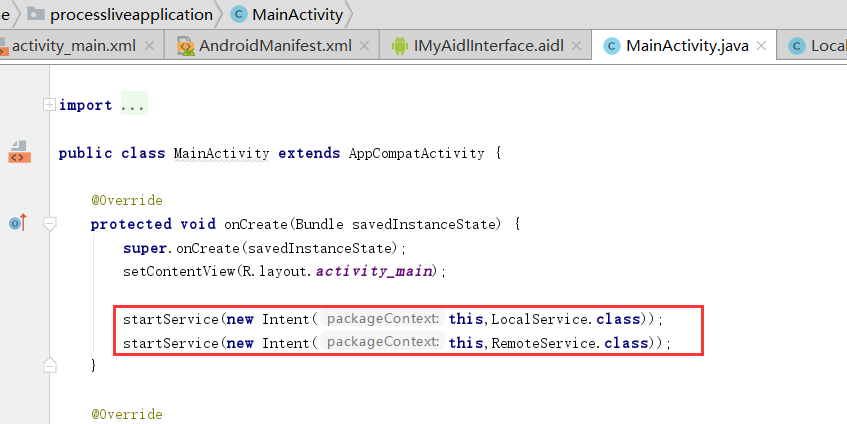 e processliveapplication MainActivity
activity_main.xml AndroidManifest.xml IMyAidlInterface.aidl MainActivity.java Local
import ...
public class MainActivity extends AppCompatActivity {
@Override
protected void onCreate(Bundle savedInstanceState) {
super.onCreate(savedInstanceState);
setContentView(R.layout.activity_main);
startService(new Intent( packageContext: this,LocalService.class));
startService(new Intent( packageContext: this,RemoteService.class));
}
@Override